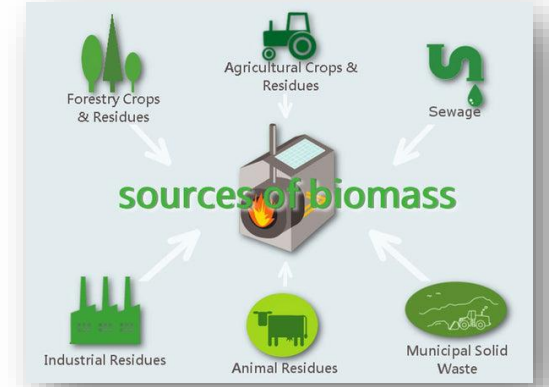 Forestry Crops
& Residues
Agricultural Crops &
Residues
Sewage
sources of biomass
Industrial Residues
Animal Residues
Municipal Solid
Waste